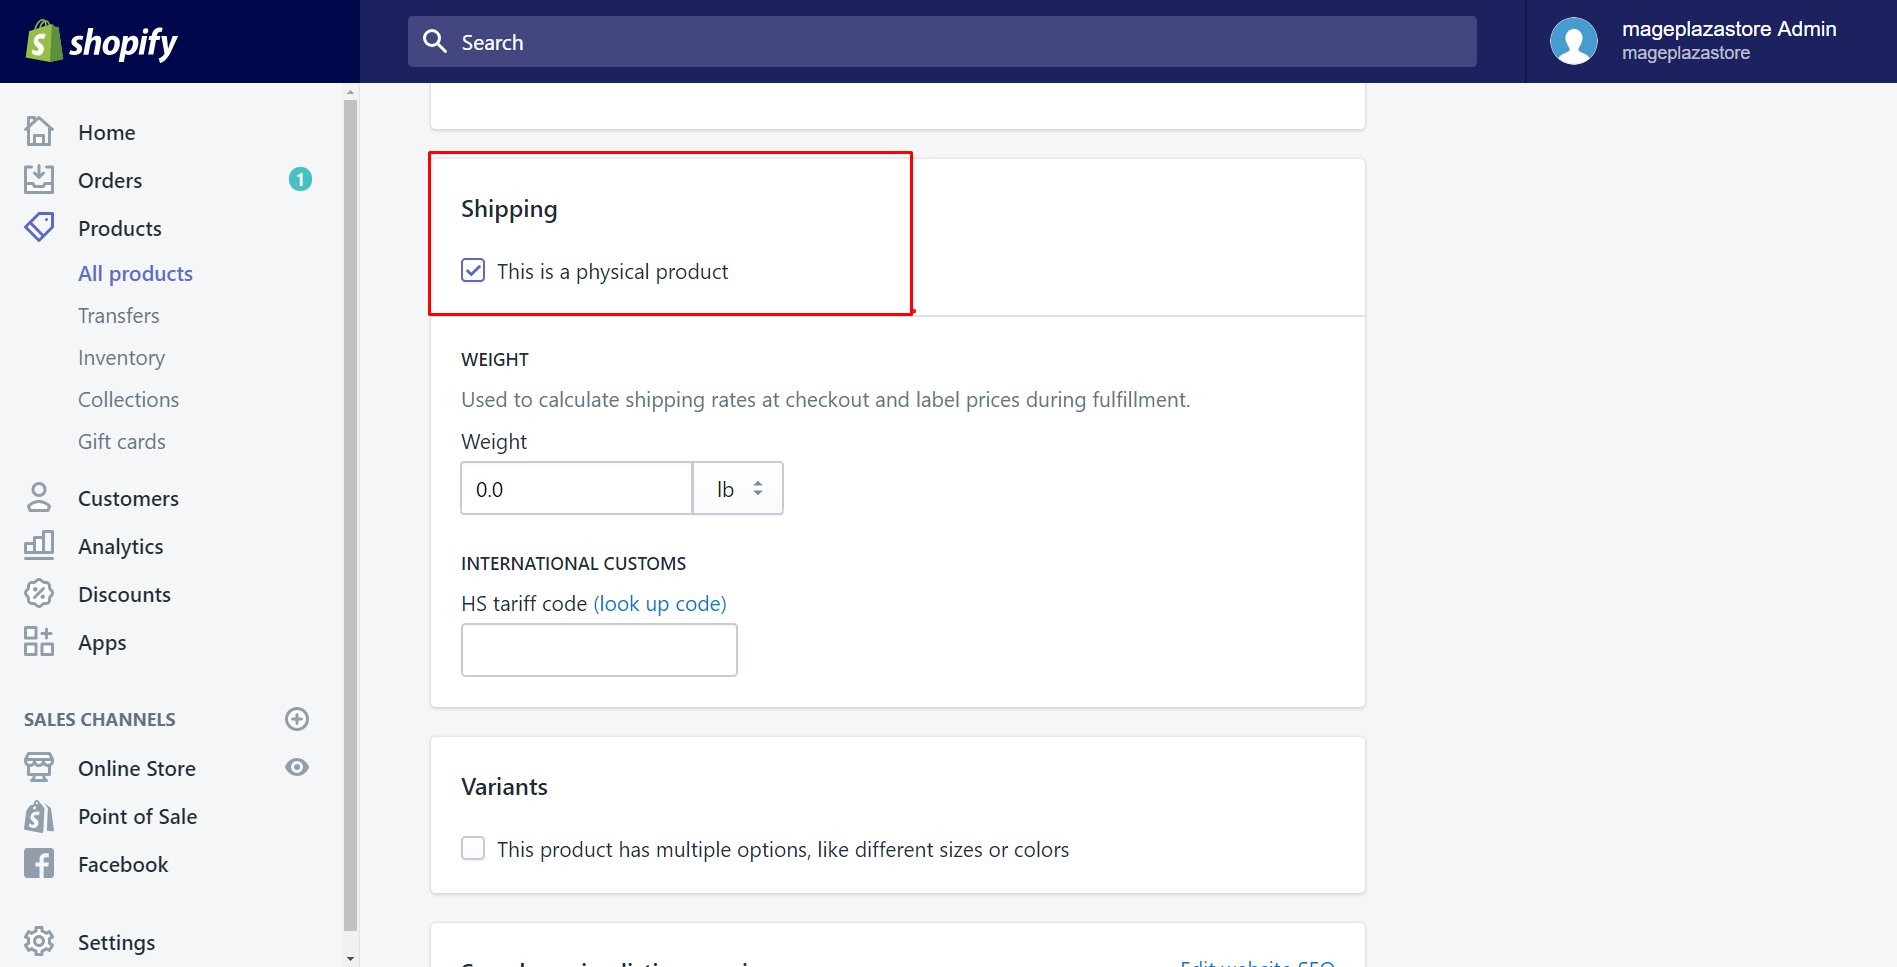 shopify
Search
mageplazastore Admin
mageplazastore
Home
Orders
1
Products
All products
Transfers
Inventory
Collections
Gift cards
Customers
Analytics
Discounts
Apps
SALES CHANNELS
Online Store
Point of Sale
Facebook
Settings
Shipping
This is a physical product
WEIGHT
Used to calculate shipping rates at checkout and label prices during fulfillment.
Weight
0.0
lb
INTERNATIONAL CUSTOMS
HS tariff code (look up code)
Variants
This product has multiple options, like different sizes or colors
Edit website SEO